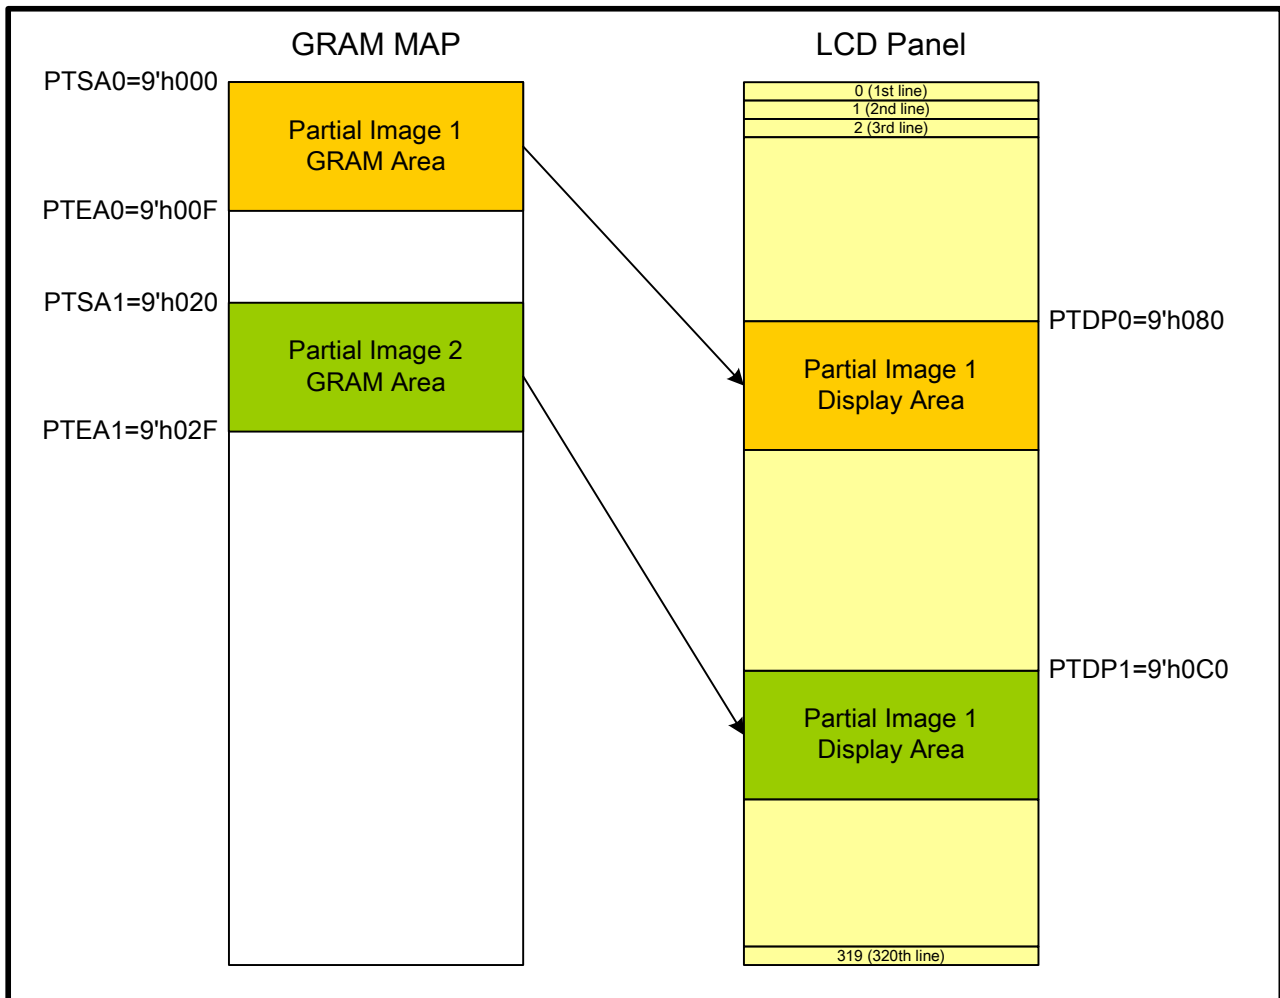 GRAM MAP
PTSA0=9'h000
Partial Image 1
GRAM Area
PTEA0=9'h00F
PTSA1=9'h020
Partial Image 2
GRAM Area
PTEA1=9'h02F
LCD Panel
0 (1st line)
1 (2nd line)
2 (3rd line)
PTDP0=9'h080
Partial Image 1
Display Area
PTDP1=9'h0C0
Partial Image 1
Display Area
319 (320th line)